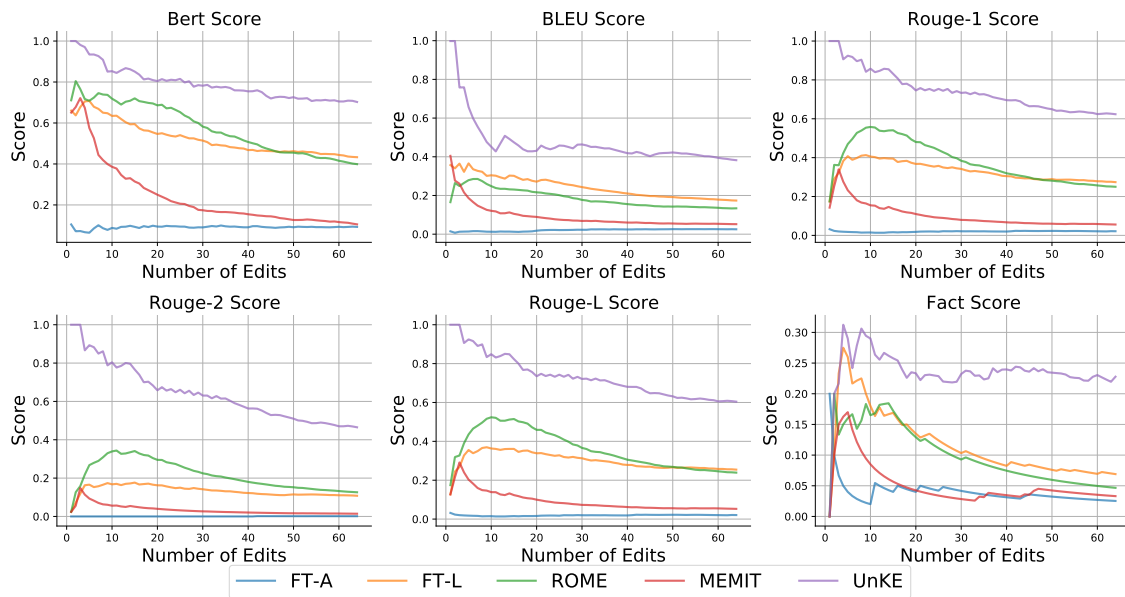 Bert Score
BLEU Score
Rouge-1 Score
Score
1.0
0.8
0.6
0.4
0.2
0 10 20 30 40 50 60
Number of Edits
Score
1.0
0.8
0.6
0.4
0.2
0.0
0 10 20 30 40 50 60
Number of Edits
Score
1.0
0.8
0.6
0.4
0.2
0.0
0 10 20 30 40 50 60
Number of Edits
Rouge-2 Score
Rouge-L Score
Fact Score
Score
1.0
0.8
0.6
0.4
0.2
0.0
0 10 20 30 40 50 60
Number of Edits
Score
1.0
0.8
0.6
0.4
0.2
0.0
0 10 20 30 40 50 60
Number of Edits
Score
0.30
0.25
0.20
0.15
0.10
0.05
0.00
0 10 20 30 40 50 60
Number of Edits
FT-A FT-L ROME MEMIT UnKE